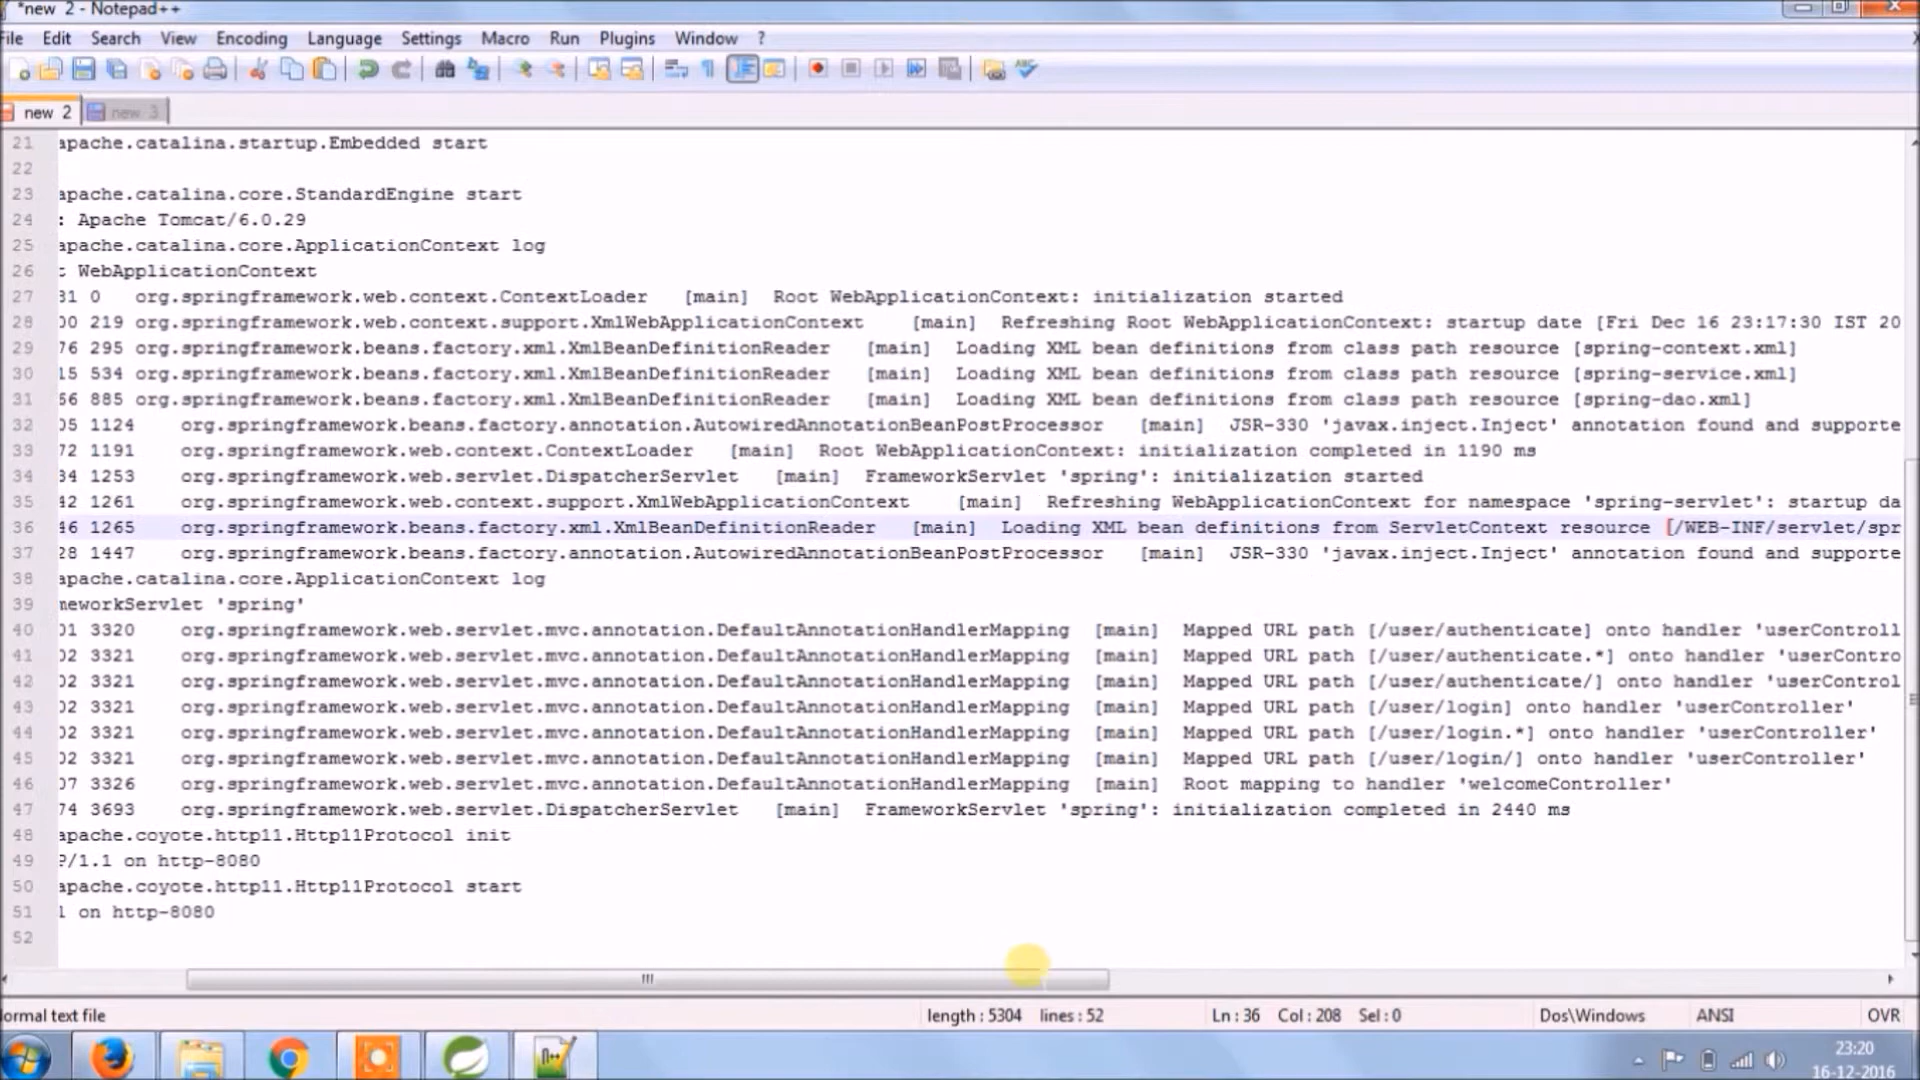 *new 2 - Notepad++
File Edit Search View Encoding Language Settings Macro Run Plugins Window ?
new 2 new 3
21 apache.catalina.startup.Embedded start
22
23 apache.catalina.core.StandardEngine start
24 : Apache Tomcat/6.0.29
25 apache.catalina.core.ApplicationContext log
26 t WebApplicationContext
27 81 0 org.springframework.web.context.ContextLoader [main] Root WebApplicationContext: initialization started
28 00 219 org.springframework.web.context.support.XmlWebApplicationContext [main] Refreshing Root WebApplicationContext: startup date [Fri Dec 16 23:17:30 IST 20
29 76 295 org.springframework.beans.factory.xml.XmlBeanDefinitionReader [main] Loading XML bean definitions from class path resource [spring-context.xml]
30 15 534 org.springframework.beans.factory.xml.XmlBeanDefinitionReader [main] Loading XML bean definitions from class path resource [spring-service.xml]
31 66 885 org.springframework.beans.factory.xml.XmlBeanDefinitionReader [main] Loading XML bean definitions from class path resource [spring-dao.xml]
32 05 1124 org.springframework.beans.factory.annotation.AutowiredAnnotationBeanPostProcessor [main] JSR-330 'javax.inject.Inject' annotation found and supporte
33 72 1191 org.springframework.web.context.ContextLoader [main] Root WebApplicationContext: initialization completed in 1190 ms
34 34 1253 org.springframework.web.servlet.DispatcherServlet [main] FrameworkServlet 'spring': initialization started
35 42 1261 org.springframework.web.context.support.XmlWebApplicationContext [main] Refreshing WebApplicationContext for namespace 'spring-servlet': startup da
36 46 1265 org.springframework.beans.factory.xml.XmlBeanDefinitionReader [main] Loading XML bean definitions from ServletContext resource [/WEB-INF/servlet/spr
37 28 1447 org.springframework.beans.factory.annotation.AutowiredAnnotationBeanPostProcessor [main] JSR-330 'javax.inject.Inject' annotation found and supporte
38 apache.catalina.core.ApplicationContext log
39 meworkServlet 'spring'
40 01 3320 org.springframework.web.servlet.mvc.annotation.DefaultAnnotationHandlerMapping [main] Mapped URL path [/user/authenticate] onto handler 'userControll
41 02 3321 org.springframework.web.servlet.mvc.annotation.DefaultAnnotationHandlerMapping [main] Mapped URL path [/user/authenticate.*] onto handler 'userContro
42 02 3321 org.springframework.web.servlet.mvc.annotation.DefaultAnnotationHandlerMapping [main] Mapped URL path [/user/authenticate/] onto handler 'userControl
43 02 3321 org.springframework.web.servlet.mvc.annotation.DefaultAnnotationHandlerMapping [main] Mapped URL path [/user/login] onto handler 'userController'
44 02 3321 org.springframework.web.servlet.mvc.annotation.DefaultAnnotationHandlerMapping [main] Mapped URL path [/user/login.*] onto handler 'userController'
45 02 3321 org.springframework.web.servlet.mvc.annotation.DefaultAnnotationHandlerMapping [main] Mapped URL path [/user/login/] onto handler 'userController'
46 07 3326 org.springframework.web.servlet.mvc.annotation.DefaultAnnotationHandlerMapping [main] Root mapping to handler 'welcomeController'
47 74 3693 org.springframework.web.servlet.DispatcherServlet [main] FrameworkServlet 'spring': initialization completed in 2440 ms
48 apache.coyote.http11.Http11Protocol init
49 P/1.1 on http-8080
50 apache.coyote.http11.Http11Protocol start
51 1 on http-8080
52
ormal text file length : 5304 lines : 52 Ln : 36 Col : 208 Sel : 0 Dos\Windows ANSI OVR
23:20
16-12-2016